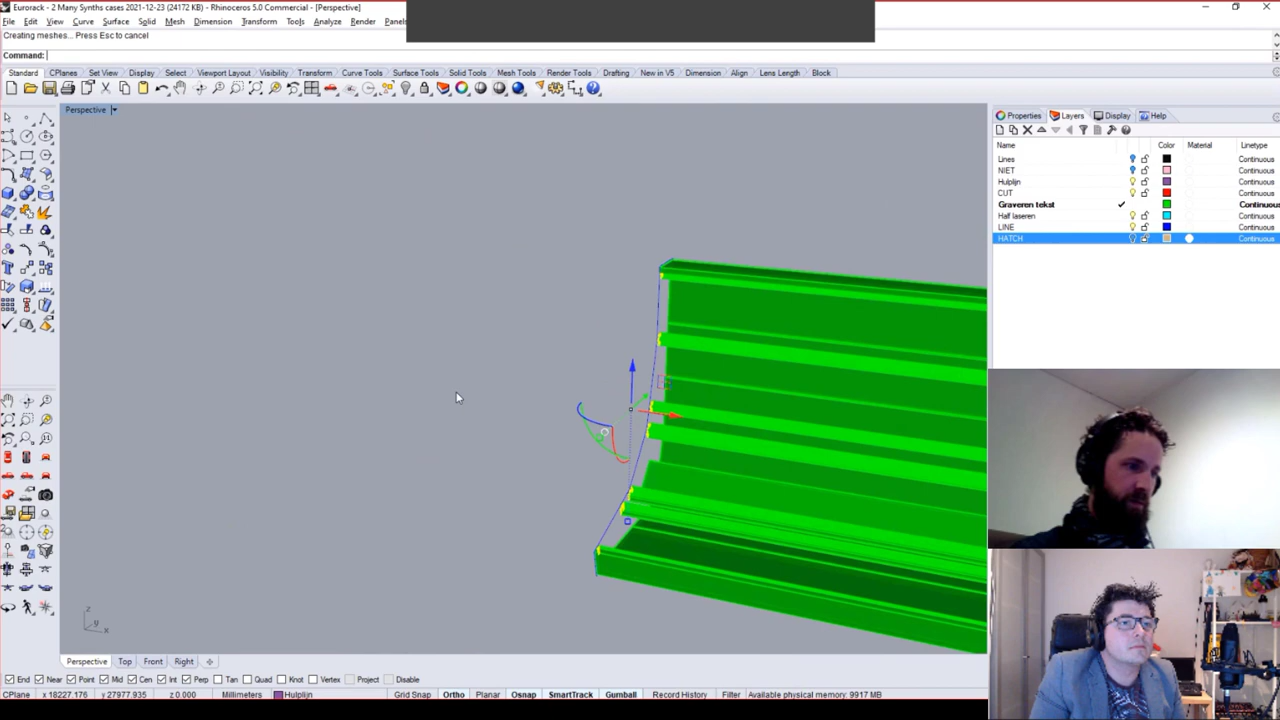 Eurorack - 2 Many Synths cases 2021-12-23 (24172 KB) - Rhinoceros 5.0 Commercial - [Perspective]
File Edit View Curve Surface Solid Mesh Dimension Transform Tools Analyze Render Panels
Creating meshes... Press Esc to cancel
Command:
Standard CPlanes Set View Display Select Viewport Layout Visibility Transform Curve Tools Surface Tools Solid Tools Mesh Tools Render Tools Drafting New in V5 Dimension Align Lens Length Block
Perspective
Properties Layers Display Help
Name Color Material Linetype
Lines Continuous
NIET Continuous
Hulplijn Continuous
CUT Continuous
Graveren tekst Continuous
Half laseren Continuous
LINE Continuous
HATCH Continuous
z
y
x
Perspective Top Front Right
End Near Point Mid Cen Int Perp Tan Quad Knot Vertex Project Disable
CPlane x 18227.176 y 27977.935 z 0.000 Millimeters Hulplijn Grid Snap Ortho Planar Osnap SmartTrack Gumball Record History Filter Available physical memory: 9917 MB